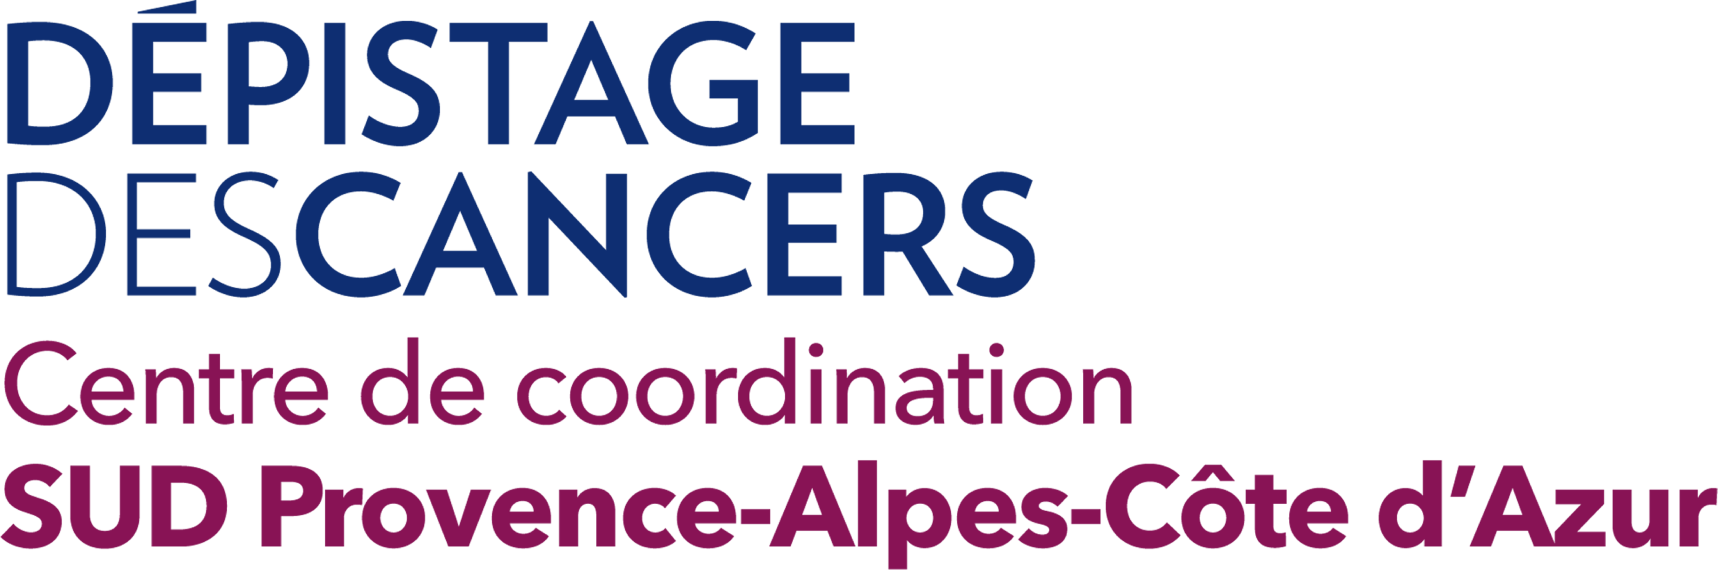 DÉPISTAGE
DESCANCERS
Centre de coordination
SUD Provence-Alpes-Côte d’Azur